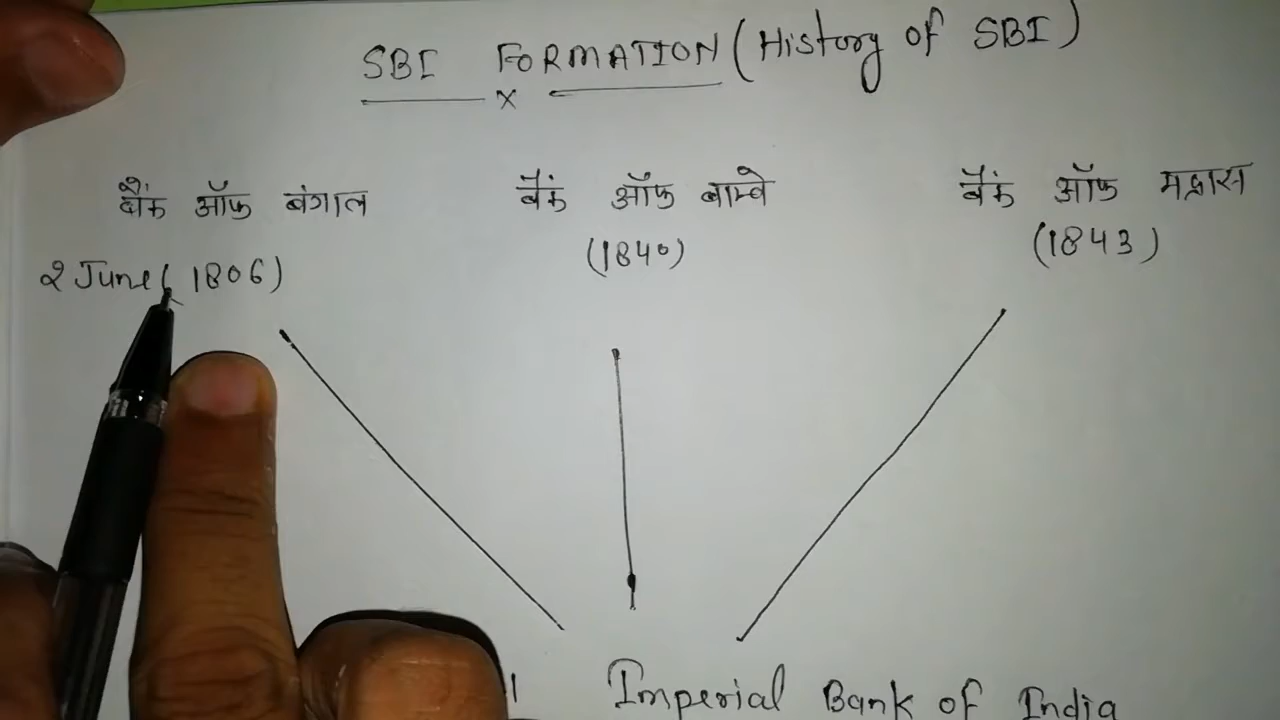 SBI FORMATION (History of SBI)
बैंक ऑफ बंगाल
बैंक ऑफ बाम्वे
बैंक ऑफ मद्रास
2 June (1806)
(1840)
(1843)
Imperial Bank of India